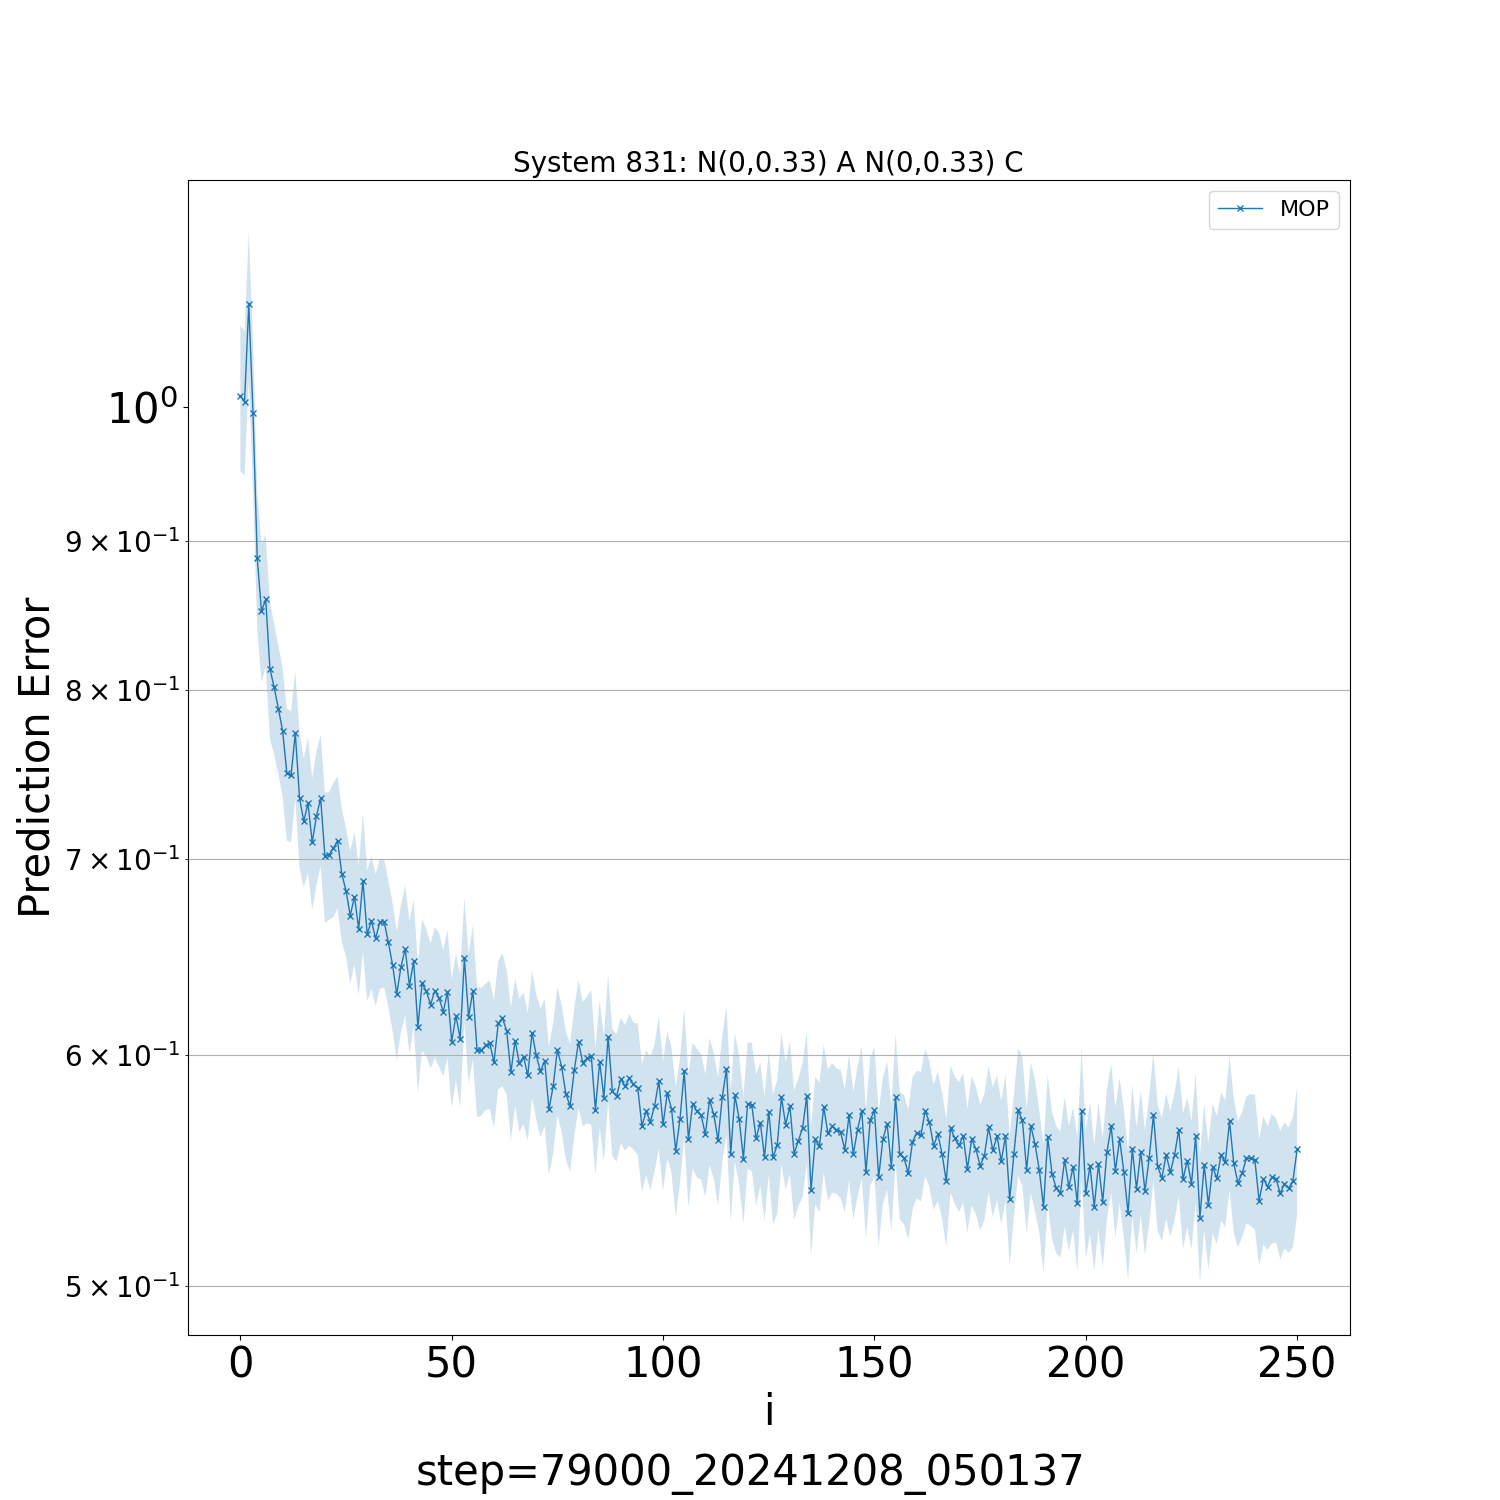 System 831: N(0,0.33) A N(0,0.33) C
MOP
10⁰
9 × 10⁻¹
8 × 10⁻¹
7 × 10⁻¹
6 × 10⁻¹
5 × 10⁻¹
Prediction Error
0 50 100 150 200 250
i
step=79000_20241208_050137